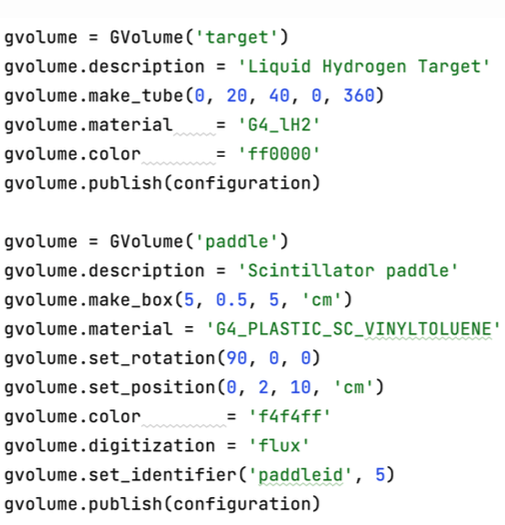 gvolume = GVolume('target')
gvolume.description = 'Liquid Hydrogen Target'
gvolume.make_tube(0, 20, 40, 0, 360)
gvolume.material    = 'G4_lH2'
gvolume.color       = 'ff0000'
gvolume.publish(configuration)

gvolume = GVolume('paddle')
gvolume.description = 'Scintillator paddle'
gvolume.make_box(5, 0.5, 5, 'cm')
gvolume.material = 'G4_PLASTIC_SC_VINYLTOLUENE'
gvolume.set_rotation(90, 0, 0)
gvolume.set_position(0, 2, 10, 'cm')
gvolume.color        = 'f4f4ff'
gvolume.digitization = 'flux'
gvolume.set_identifier('paddleid', 5)
gvolume.publish(configuration)